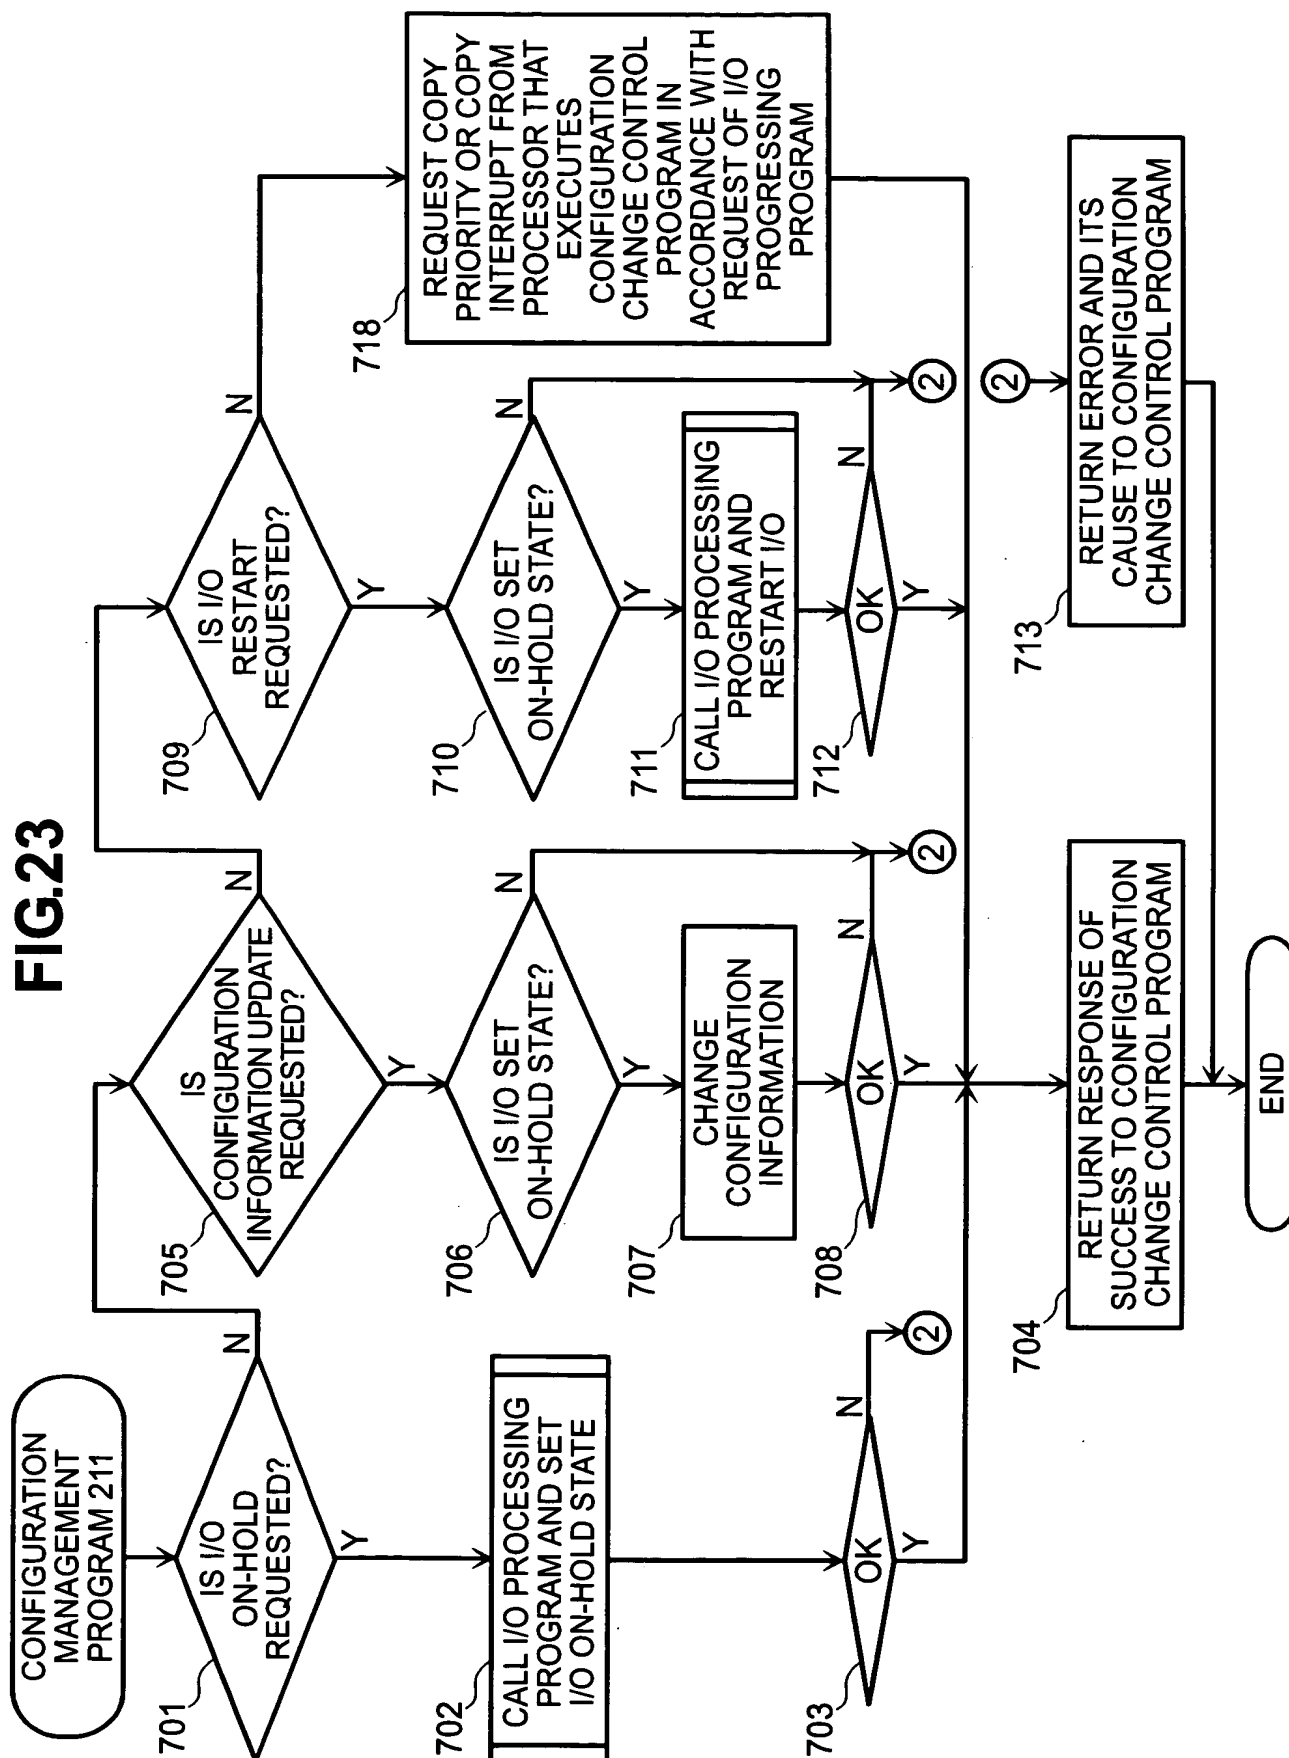 FIG.23
CONFIGURATION
MANAGEMENT
PROGRAM 211
701
IS I/O
ON-HOLD
REQUESTED?
N
Y
702
CALL I/O PROCESSING
PROGRAM AND SET
I/O ON-HOLD STATE
703
OK
N
Y
2
705
IS
CONFIGURATION
INFORMATION UPDATE
REQUESTED?
N
Y
706
IS I/O SET
ON-HOLD STATE?
N
Y
707
CHANGE
CONFIGURATION
INFORMATION
708
OK
N
Y
2
709
IS I/O
RESTART
REQUESTED?
N
Y
710
IS I/O SET
ON-HOLD STATE?
N
Y
711
CALL I/O PROCESSING
PROGRAM AND
RESTART I/O
712
OK
N
Y
2
718
REQUEST COPY
PRIORITY OR COPY
INTERRUPT FROM
PROCESSOR THAT
EXECUTES
CONFIGURATION
CHANGE CONTROL
PROGRAM IN
ACCORDANCE WITH
REQUEST OF I/O
PROGRESSING
PROGRAM
704
RETURN RESPONSE OF
SUCCESS TO CONFIGURATION
CHANGE CONTROL PROGRAM
2
713
RETURN ERROR AND ITS
CAUSE TO CONFIGURATION
CHANGE CONTROL PROGRAM
END